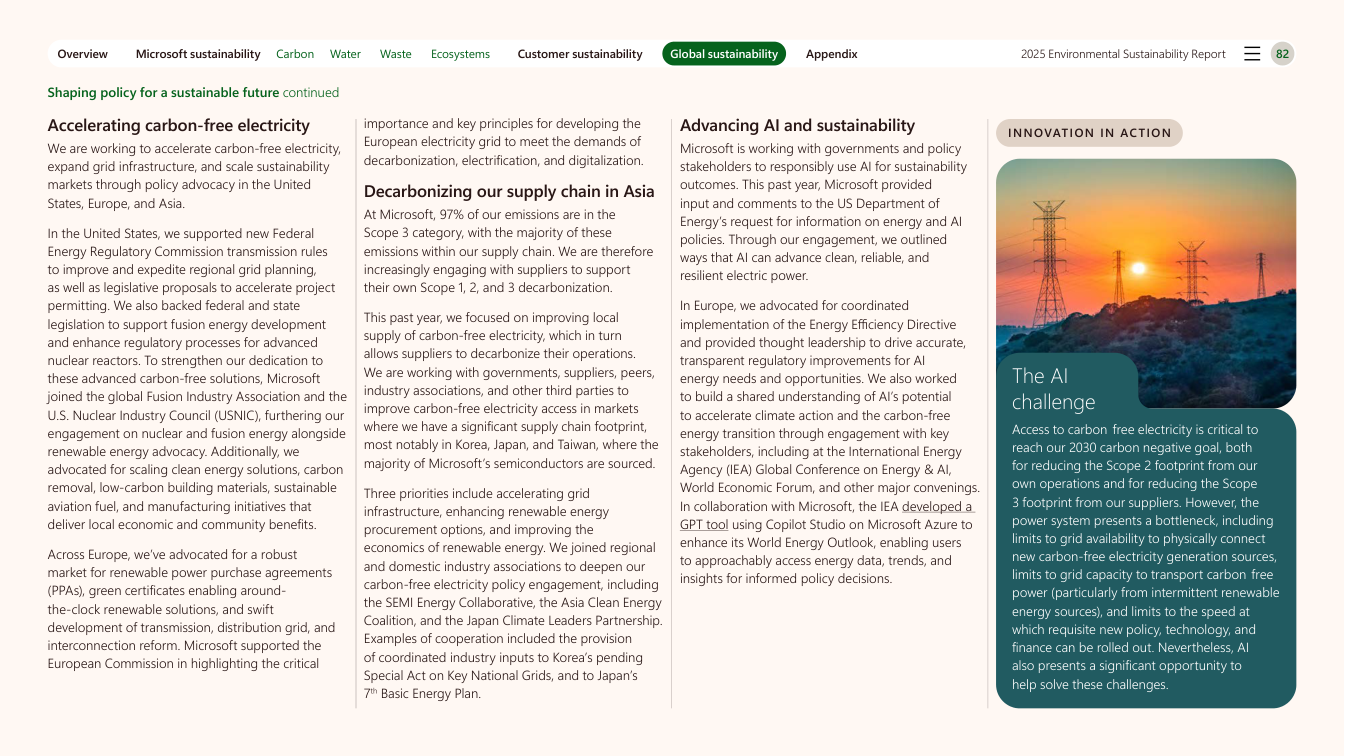 Overview Microsoft sustainability Carbon Water Waste Ecosystems Customer sustainability Global sustainability Appendix 2025 Environmental Sustainability Report 82
Shaping policy for a sustainable future continued
Accelerating carbon-free electricity
We are working to accelerate carbon-free electricity,
expand grid infrastructure, and scale sustainability
markets through policy advocacy in the United
States, Europe, and Asia.
In the United States, we supported new Federal
Energy Regulatory Commission transmission rules
to improve and expedite regional grid planning,
as well as legislative proposals to accelerate project
permitting. We also backed federal and state
legislation to support fusion energy development
and enhance regulatory processes for advanced
nuclear reactors. To strengthen our dedication to
these advanced carbon-free solutions, Microsoft
joined the global Fusion Industry Association and the
U.S. Nuclear Industry Council (USNIC), furthering our
engagement on nuclear and fusion energy alongside
renewable energy advocacy. Additionally, we
advocated for scaling clean energy solutions, carbon
removal, low-carbon building materials, sustainable
aviation fuel, and manufacturing initiatives that
deliver local economic and community benefits.
Across Europe, we’ve advocated for a robust
market for renewable power purchase agreements
(PPAs), green certificates enabling around-
the-clock renewable solutions, and swift
development of transmission, distribution grid, and
interconnection reform. Microsoft supported the
European Commission in highlighting the critical
importance and key principles for developing the
European electricity grid to meet the demands of
decarbonization, electrification, and digitalization.
Decarbonizing our supply chain in Asia
At Microsoft, 97% of our emissions are in the
Scope 3 category, with the majority of these
emissions within our supply chain. We are therefore
increasingly engaging with suppliers to support
their own Scope 1, 2, and 3 decarbonization.
This past year, we focused on improving local
supply of carbon-free electricity, which in turn
allows suppliers to decarbonize their operations.
We are working with governments, suppliers, peers,
industry associations, and other third parties to
improve carbon-free electricity access in markets
where we have a significant supply chain footprint,
most notably in Korea, Japan, and Taiwan, where the
majority of Microsoft’s semiconductors are sourced.
Three priorities include accelerating grid
infrastructure, enhancing renewable energy
procurement options, and improving the
economics of renewable energy. We joined regional
and domestic industry associations to deepen our
carbon-free electricity policy engagement, including
the SEMI Energy Collaborative, the Asia Clean Energy
Coalition, and the Japan Climate Leaders Partnership.
Examples of cooperation included the provision
of coordinated industry inputs to Korea’s pending
Special Act on Key National Grids, and to Japan’s
7th Basic Energy Plan.
Advancing AI and sustainability
Microsoft is working with governments and policy
stakeholders to responsibly use AI for sustainability
outcomes. This past year, Microsoft provided
input and comments to the US Department of
Energy’s request for information on energy and AI
policies. Through our engagement, we outlined
ways that AI can advance clean, reliable, and
resilient electric power.
In Europe, we advocated for coordinated
implementation of the Energy Efficiency Directive
and provided thought leadership to drive accurate,
transparent regulatory improvements for AI
energy needs and opportunities. We also worked
to build a shared understanding of AI’s potential
to accelerate climate action and the carbon-free
energy transition through engagement with key
stakeholders, including at the International Energy
Agency (IEA) Global Conference on Energy & AI,
World Economic Forum, and other major convenings.
In collaboration with Microsoft, the IEA developed a
GPT tool using Copilot Studio on Microsoft Azure to
enhance its World Energy Outlook, enabling users
to approachably access energy data, trends, and
insights for informed policy decisions.
INNOVATION IN ACTION
The AI
challenge
Access to carbon free electricity is critical to
reach our 2030 carbon negative goal, both
for reducing the Scope 2 footprint from our
own operations and for reducing the Scope
3 footprint from our suppliers. However, the
power system presents a bottleneck, including
limits to grid availability to physically connect
new carbon-free electricity generation sources,
limits to grid capacity to transport carbon free
power (particularly from intermittent renewable
energy sources), and limits to the speed at
which requisite new policy, technology, and
finance can be rolled out. Nevertheless, AI
also presents a significant opportunity to
help solve these challenges.